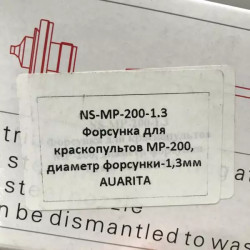 NS-MP-200-1.3
Форсунка для
краскопультов MP-200,
диаметр форсунки-1,3мм
AUARITA
n be dismantled to was